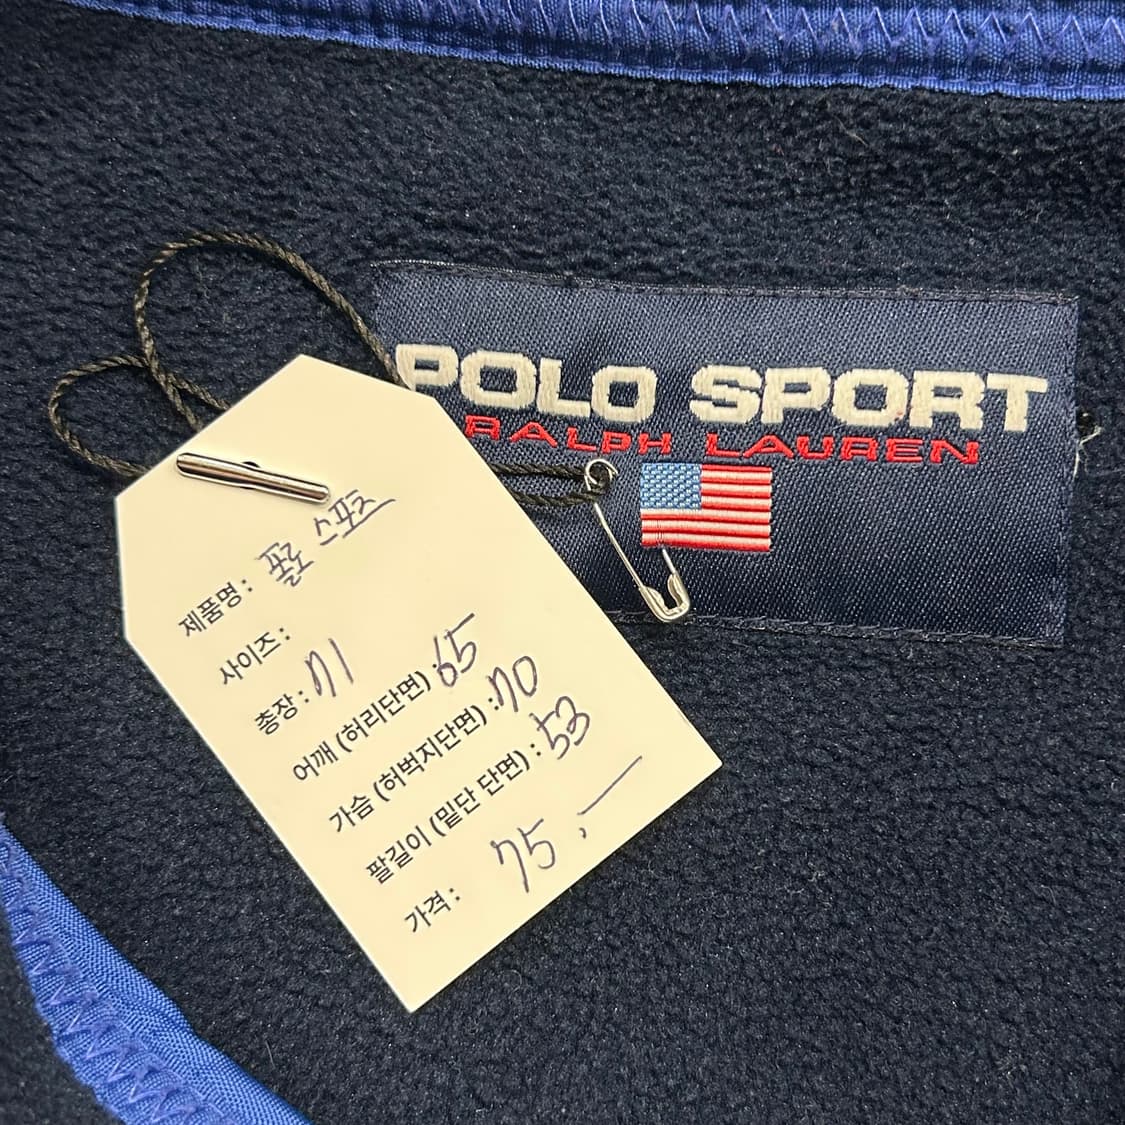 POLO SPORT
RALPH LAUREN
제품명 : 폴로 스포츠
사이즈 :
총장 : 71
어깨 (허리단면) : 65
가슴 (허벅지단면) : 70
팔길이 (밑단 단면) : 53
가격 : 75,-